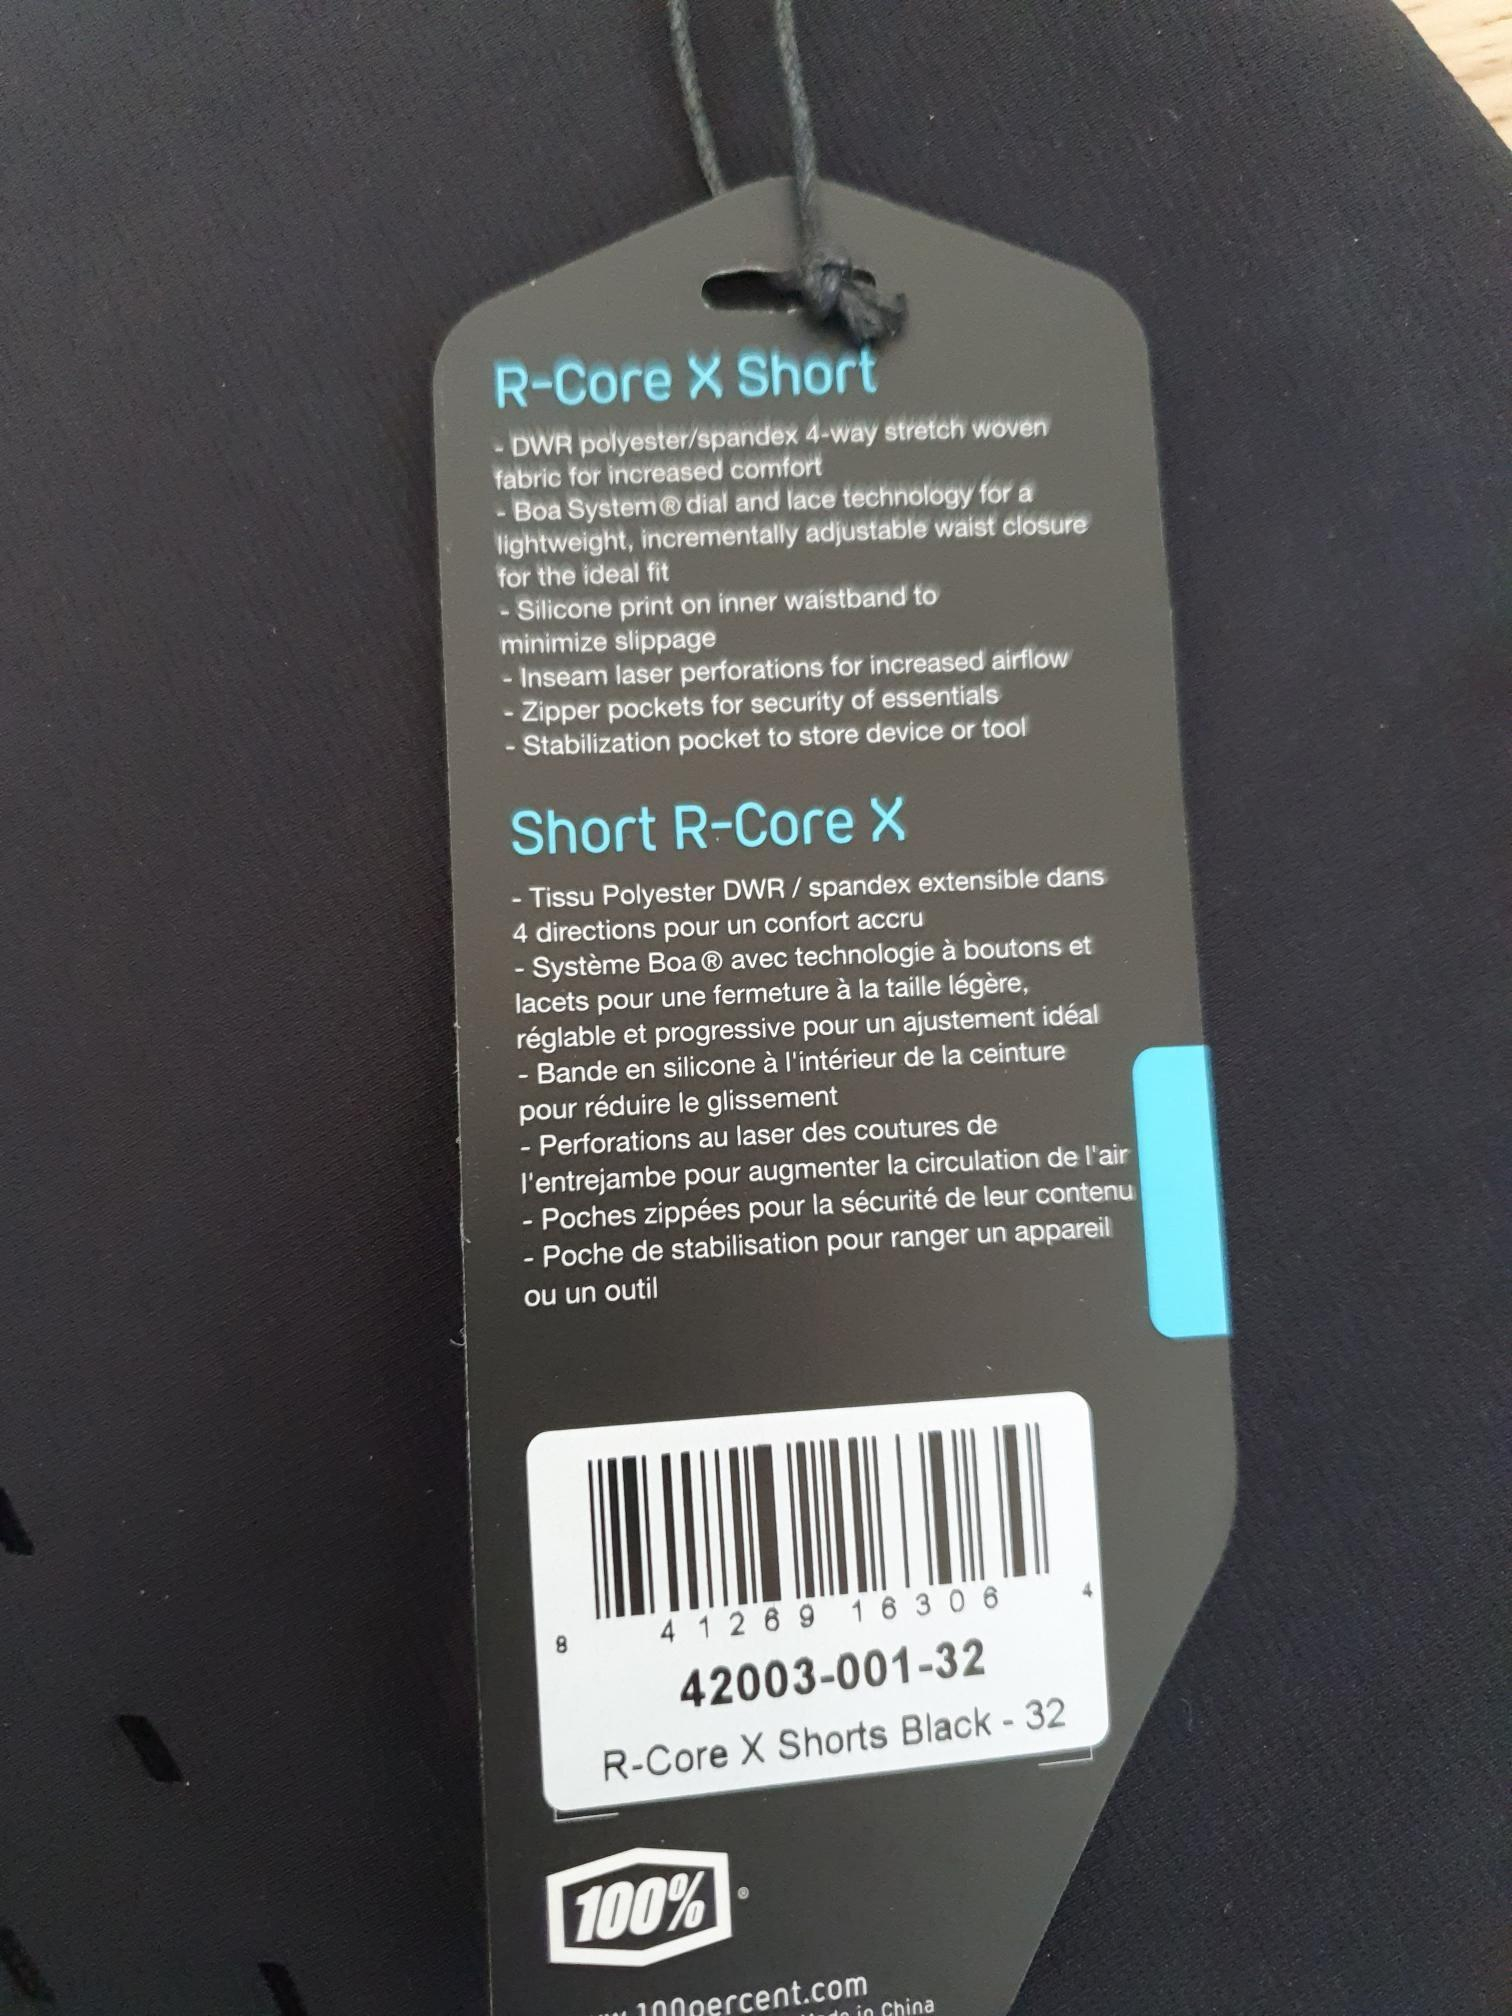 R-Core X Short
- DWR polyester/spandex 4-way stretch woven
fabric for increased comfort
- Boa System® dial and lace technology for a
lightweight, incrementally adjustable waist closure
for the ideal fit
- Silicone print on inner waistband to
minimize slippage
- Inseam laser perforations for increased airflow
- Zipper pockets for security of essentials
- Stabilization pocket to store device or tool
Short R-Core X
- Tissu Polyester DWR / spandex extensible dans
4 directions pour un confort accru
- Système Boa® avec technologie à boutons et
lacets pour une fermeture à la taille légère,
réglable et progressive pour un ajustement idéal
- Bande en silicone à l'intérieur de la ceinture
pour réduire le glissement
- Perforations au laser des coutures de
l'entrejambe pour augmenter la circulation de l'air
- Poches zippées pour la sécurité de leur contenu
- Poche de stabilisation pour ranger un appareil
ou un outil
8 41269 16306 4
42003-001-32
R-Core X Shorts Black - 32
100% ®
100percent.com
in China